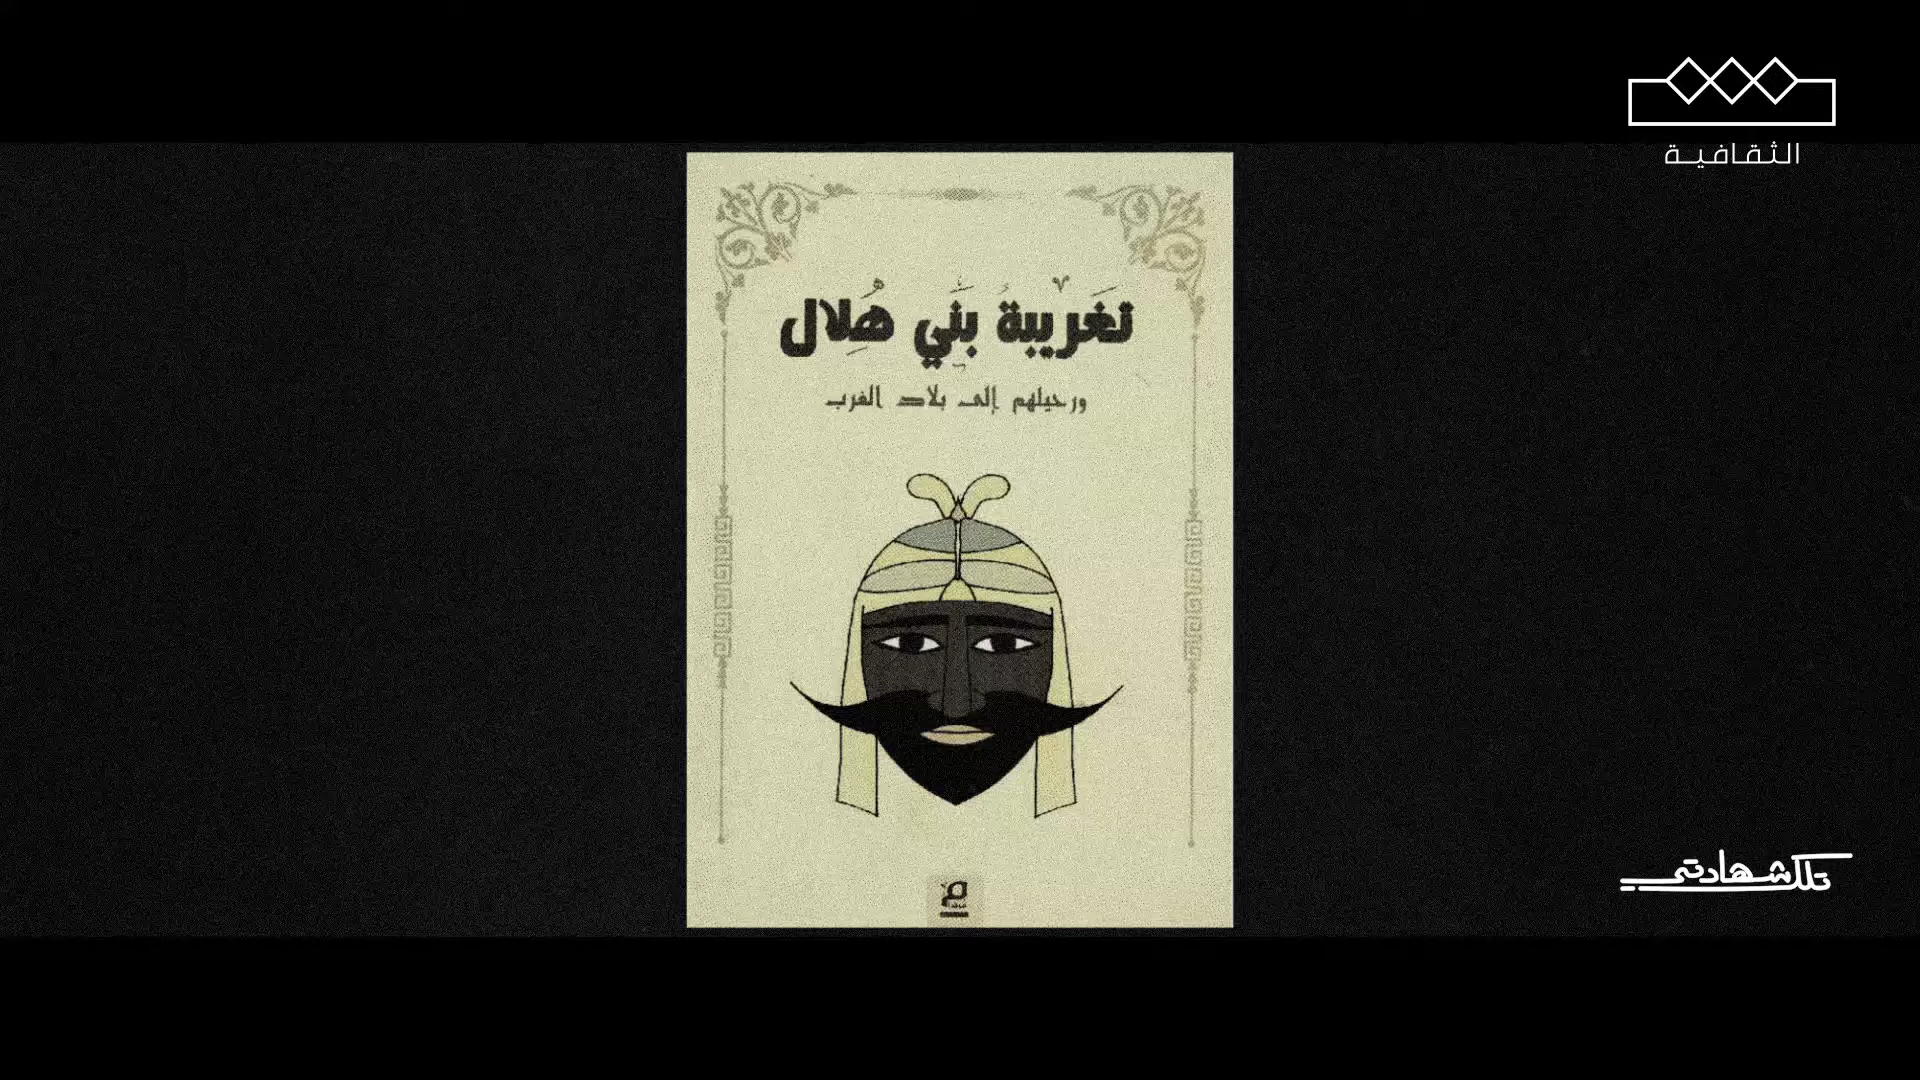 الثقافية
تغريبة بني هلال
ورحيلهم إلى بلاد الغرب
تلك شهادتي